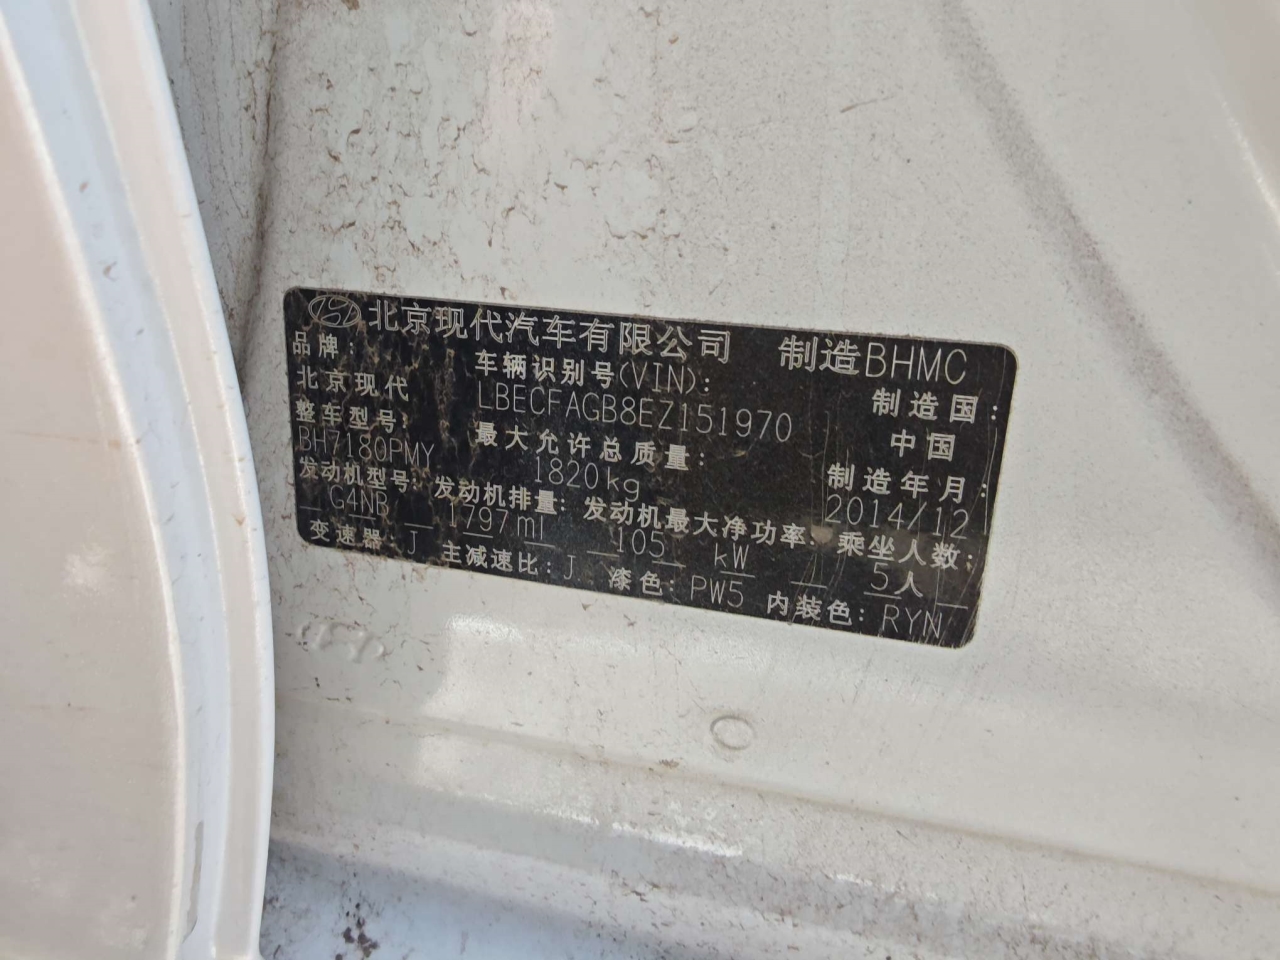 北京现代汽车有限公司 制造BHMC
品牌: 车辆识别号(VIN): 制造国:
北京现代 LBECFAGB8EZ151970 中国
整车型号: 最大允许总质量: 制造年月:
BH7180PMY 1820kg 2014/12
发动机型号: 发动机排量: 发动机最大净功率: 乘坐人数:
G4NB 1797ml 105 kW 5人
变速器: J 主减速比: J 漆色: PW5 内装色: RYN